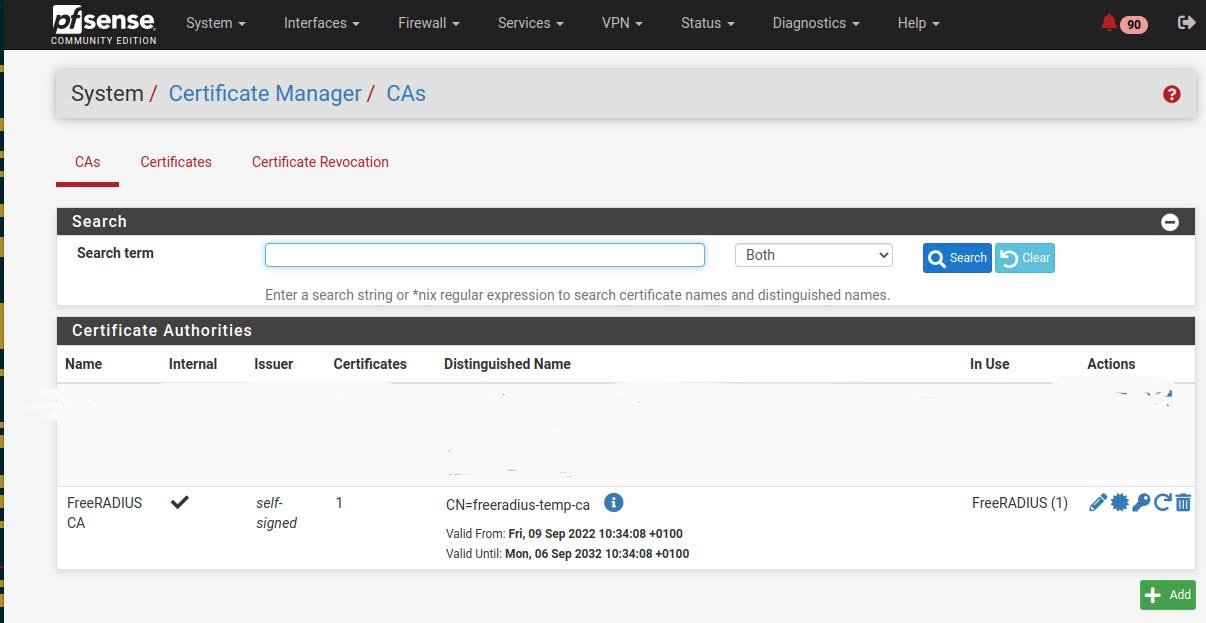 pfsense
COMMUNITY EDITION
System Interfaces Firewall Services VPN Status Diagnostics Help 90
System / Certificate Manager / CAs
CAs Certificates Certificate Revocation
Search
Search term Both Search Clear
Enter a search string or *nix regular expression to search certificate names and distinguished names.
Certificate Authorities
Name Internal Issuer Certificates Distinguished Name In Use Actions
FreeRADIUS CA self-signed 1 CN=freeradius-temp-ca FreeRADIUS (1)
Valid From: Fri, 09 Sep 2022 10:34:08 +0100
Valid Until: Mon, 06 Sep 2032 10:34:08 +0100
Add